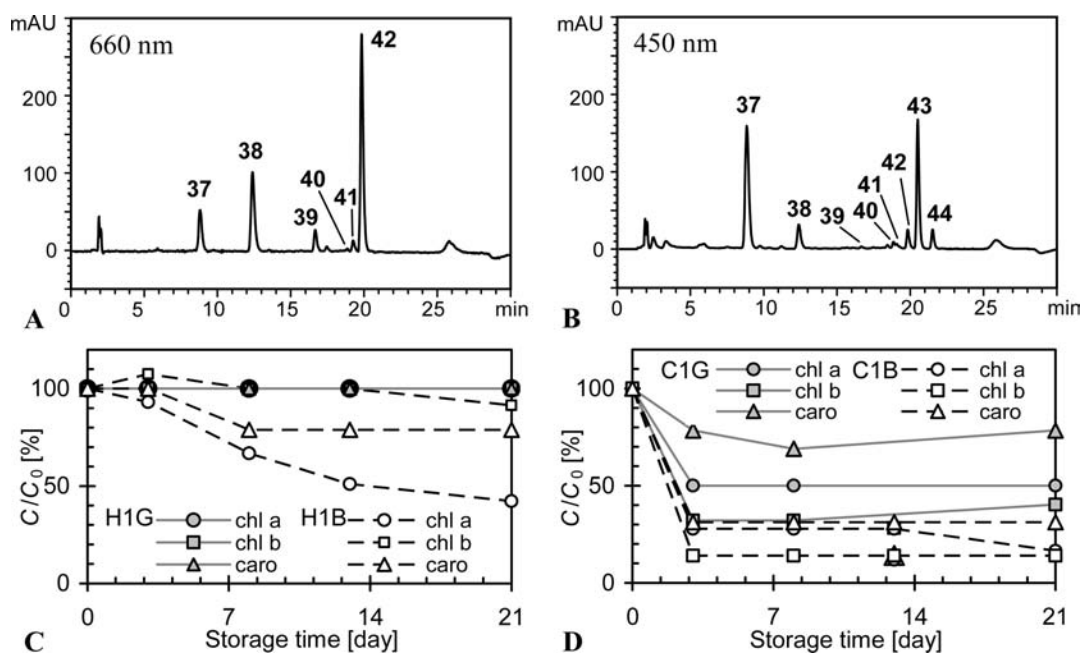 mAU
660 nm
200
100
0
37
38
39
40
41
42
0
5
10
15
20
25
min
A
mAU
450 nm
200
100
0
37
38
39
40
41
42
43
44
0
5
10
15
20
25
min
B
C/C0 [%]
100
50
0
H1G
chl a
chl b
caro
H1B
chl a
chl b
caro
0
7
14
21
Storage time [day]
C
C/C0 [%]
100
50
0
C1G
chl a
chl b
caro
C1B
chl a
chl b
caro
0
7
14
21
Storage time [day]
D